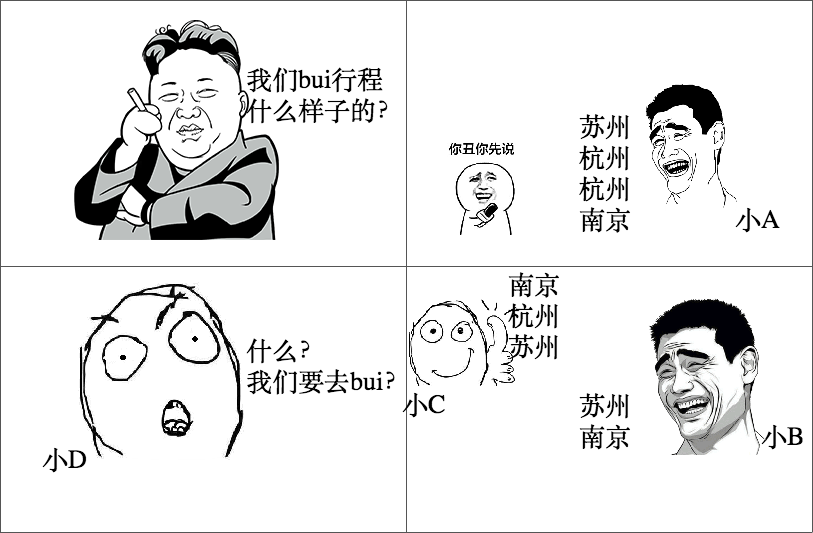 我们bui行程
什么样子的?
你丑你先说
苏州
杭州
杭州
南京
小A
什么?
我们要去bui?
小D
南京
杭州
苏州
小C
苏州
南京
小B